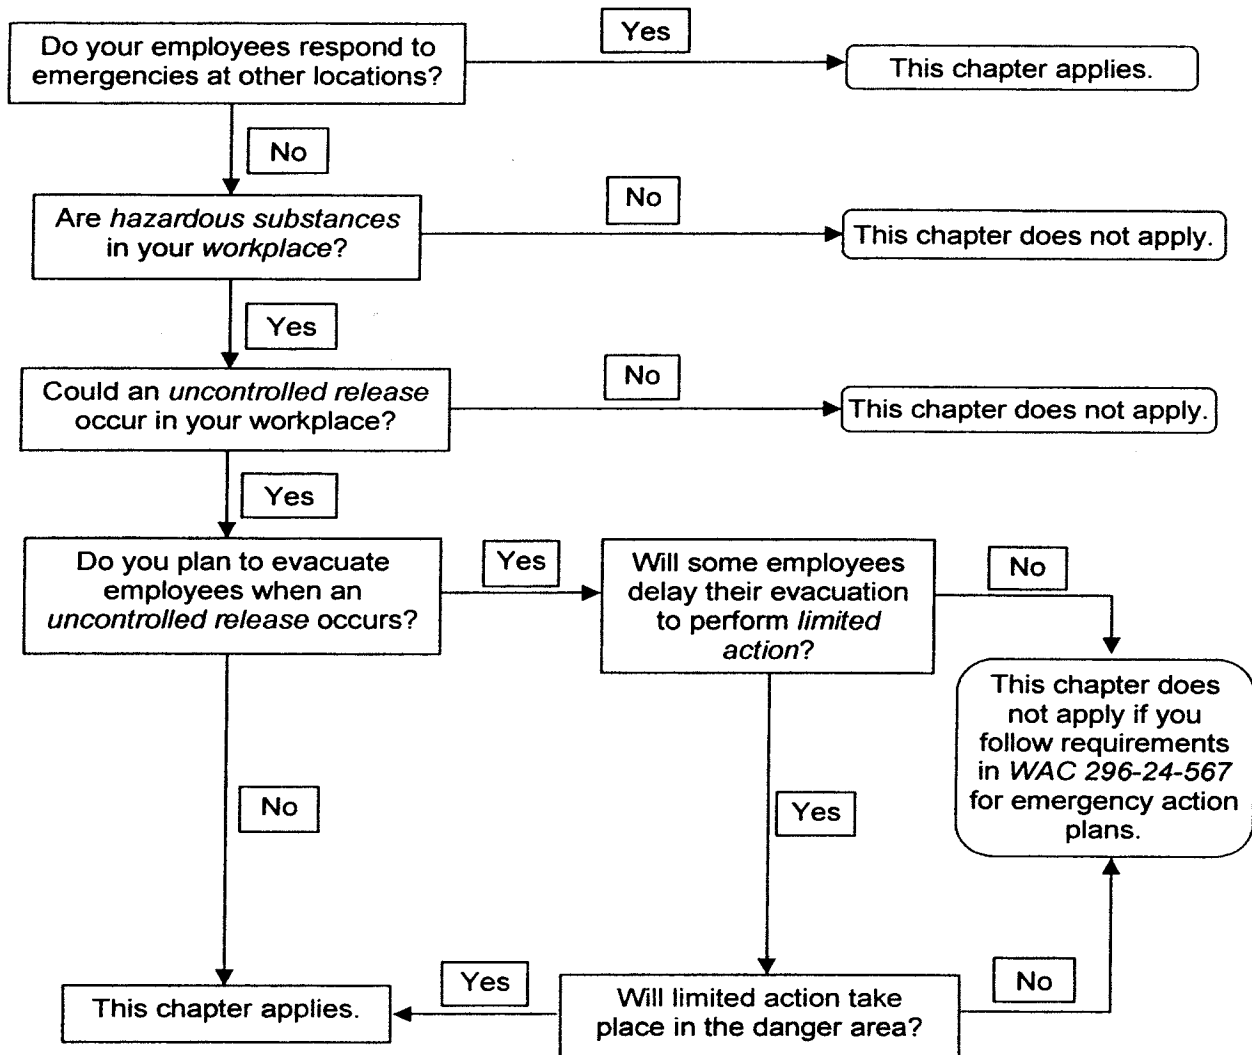 Do your employees respond to
emergencies at other locations?
Yes
This chapter applies.
No
Are hazardous substances
in your workplace?
No
This chapter does not apply.
Yes
Could an uncontrolled release
occur in your workplace?
No
This chapter does not apply.
Yes
Do you plan to evacuate
employees when an
uncontrolled release occurs?
Yes
Will some employees
delay their evacuation
to perform limited
action?
No
This chapter does
not apply if you
follow requirements
in WAC 296-24-567
for emergency action
plans.
No
Yes
This chapter applies.
Yes
Will limited action take
place in the danger area?
No